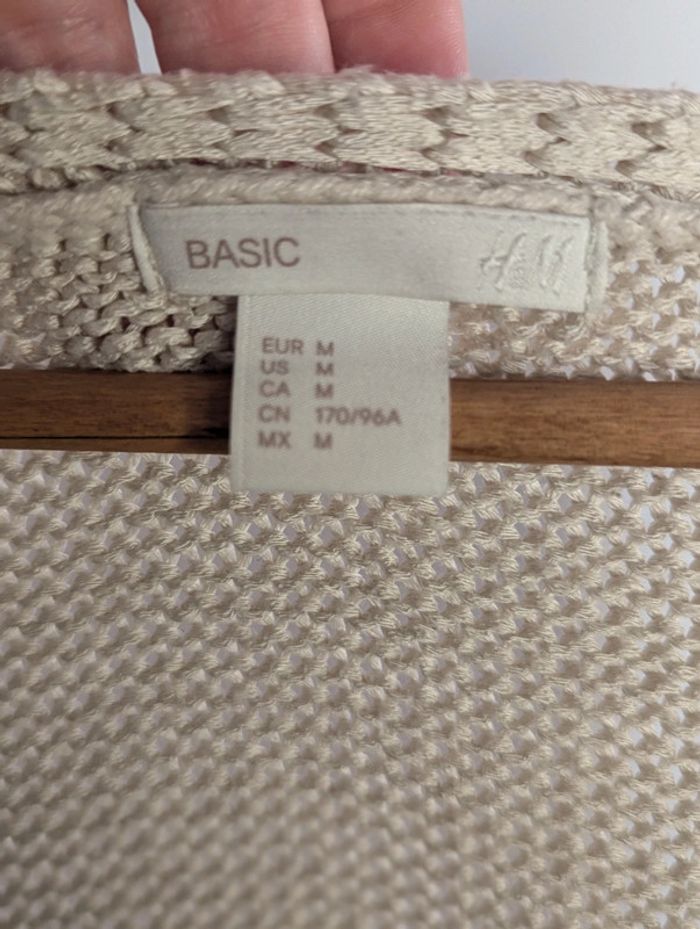 BASIC H&M
EUR M
US M
CA M
CN 170/96A
MX M